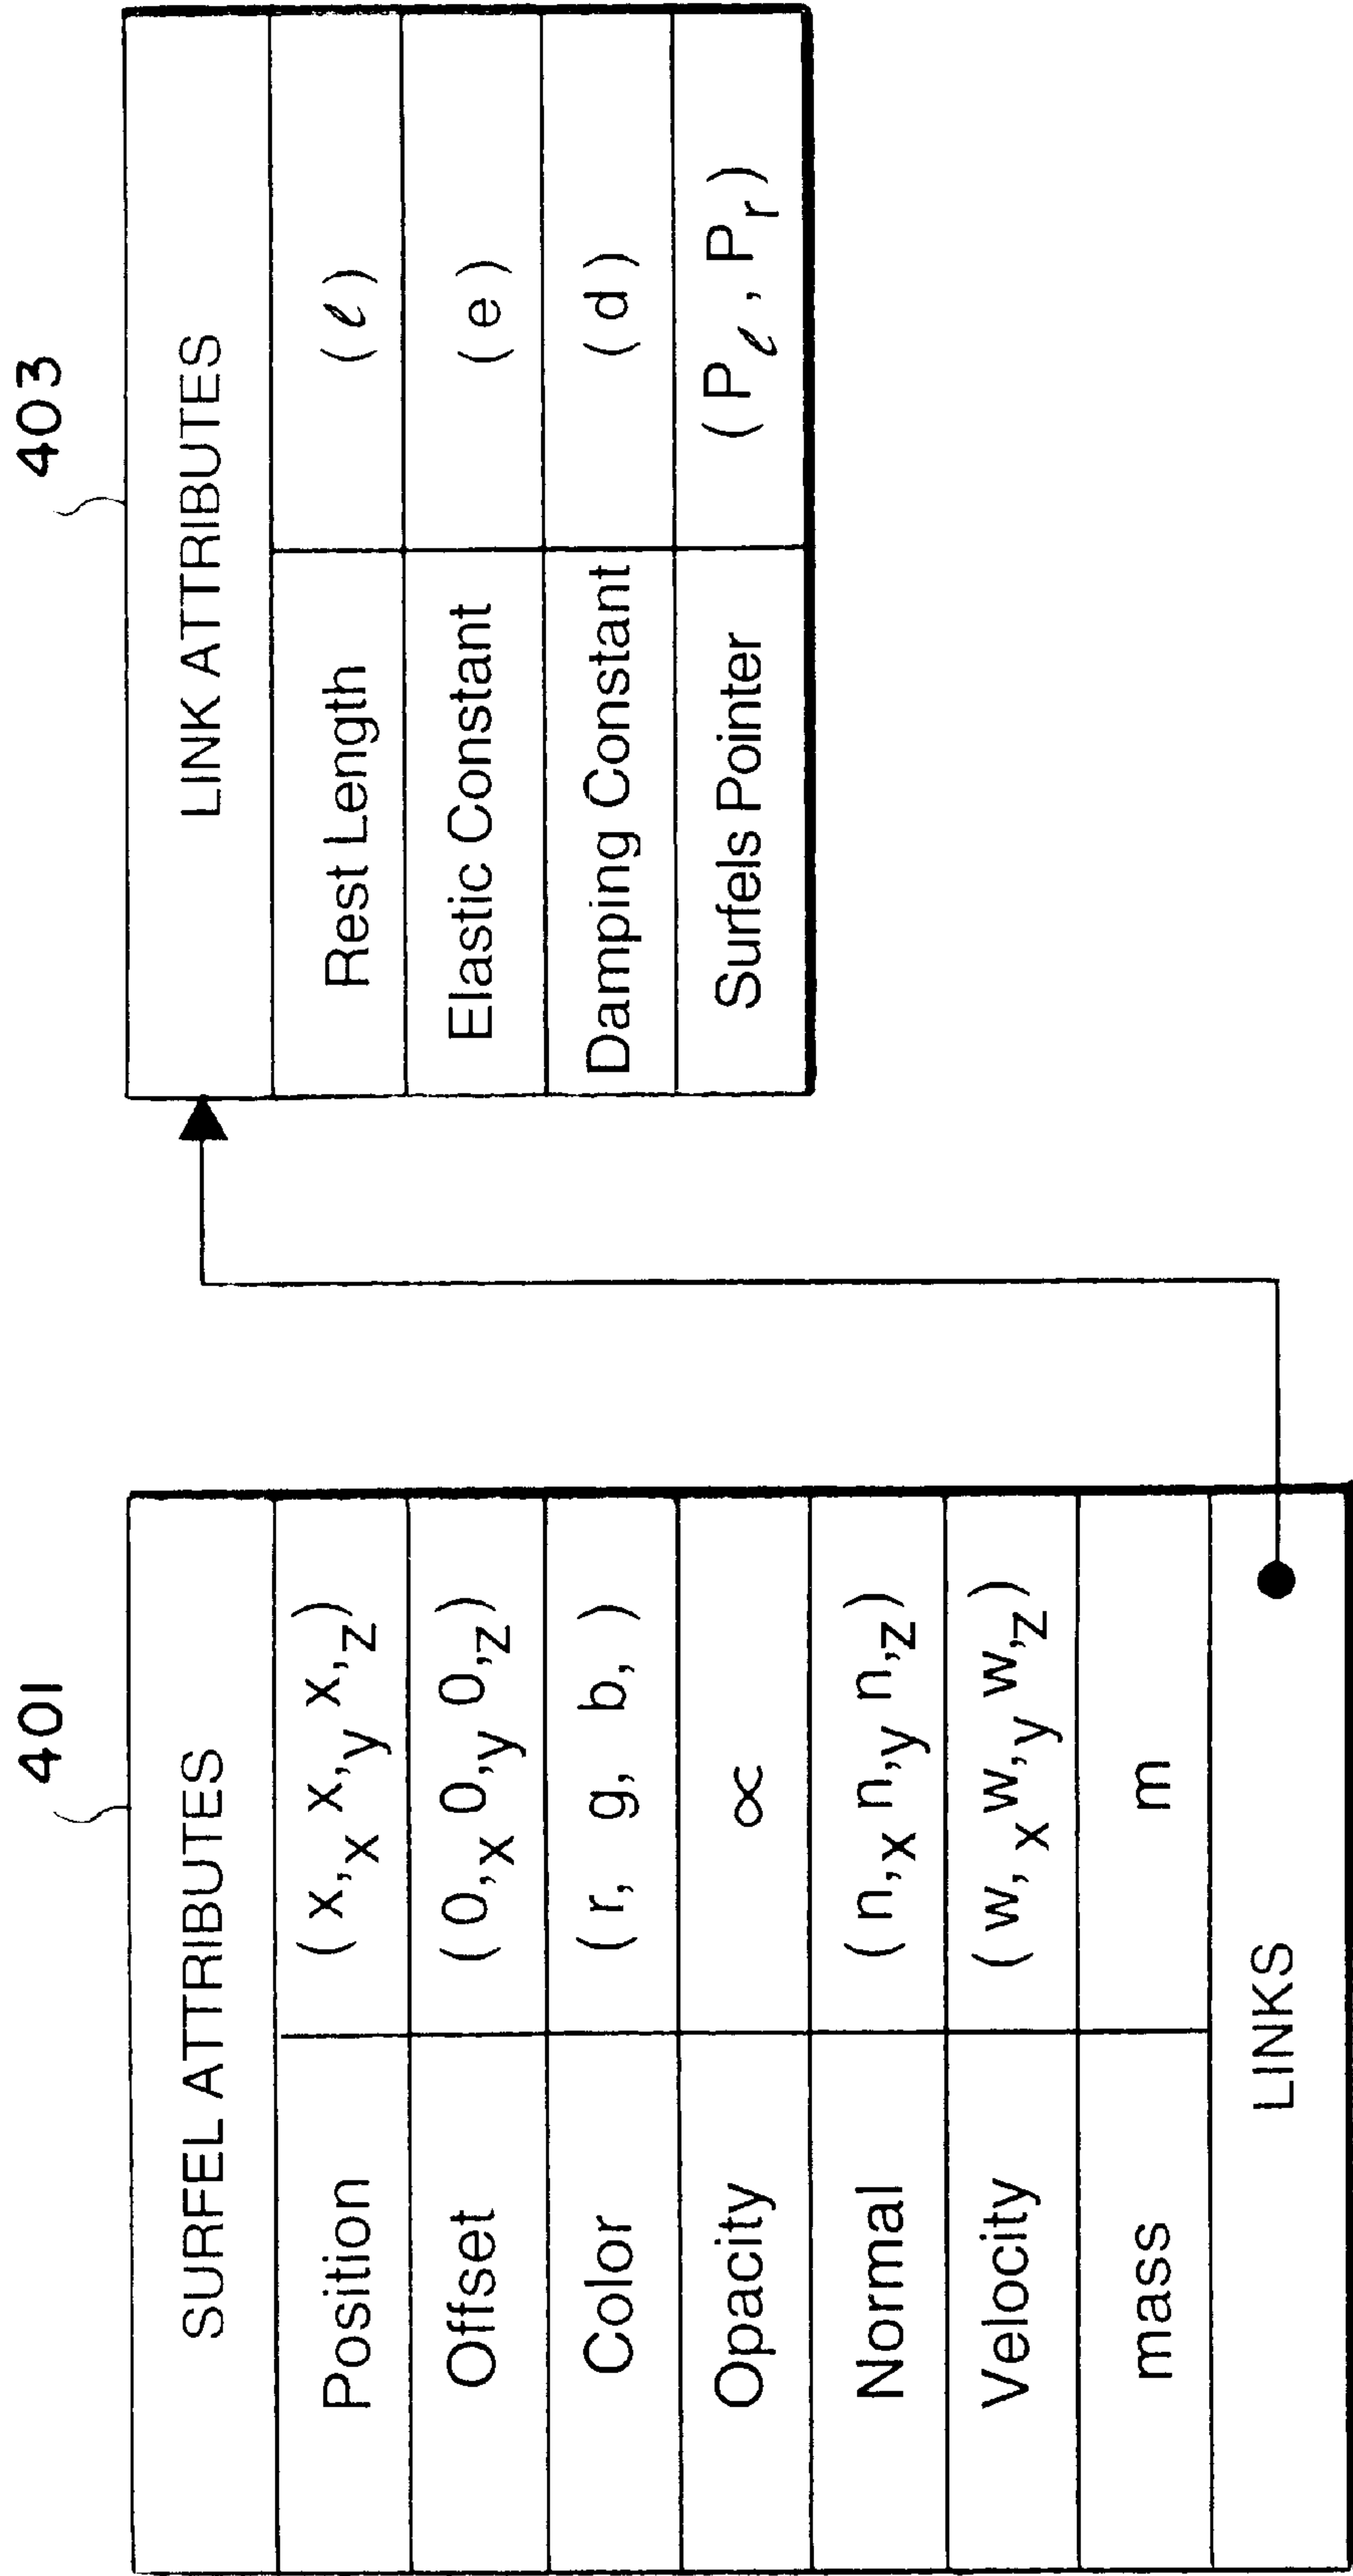 401
SURFEL ATTRIBUTES
Position ( x,x x,y x,z )
Offset ( 0,x 0,y 0,z )
Color ( r, g, b, )
Opacity ∝
Normal ( n,x n,y n,z )
Velocity ( w,x w,y w,z )
mass m
LINKS
403
LINK ATTRIBUTES
Rest Length ( ℓ )
Elastic Constant ( e )
Damping Constant ( d )
Surfels Pointer ( Pℓ , Pr )